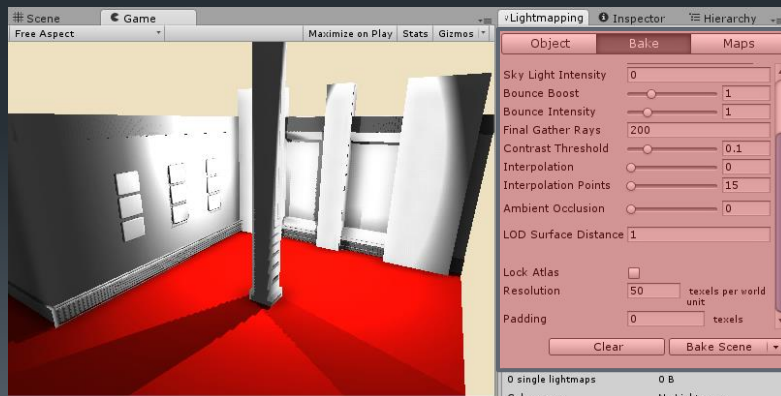 Scene Game
Free Aspect Maximize on Play Stats Gizmos
Lightmapping Inspector Hierarchy
Object Bake Maps
Sky Light Intensity 0
Bounce Boost 1
Bounce Intensity 1
Final Gather Rays 200
Contrast Threshold 0.1
Interpolation 0
Interpolation Points 15
Ambient Occlusion 0
LOD Surface Distance 1
Lock Atlas
Resolution 50 texels per world
unit
Padding 0 texels
Clear Bake Scene
0 single lightmaps 0 B